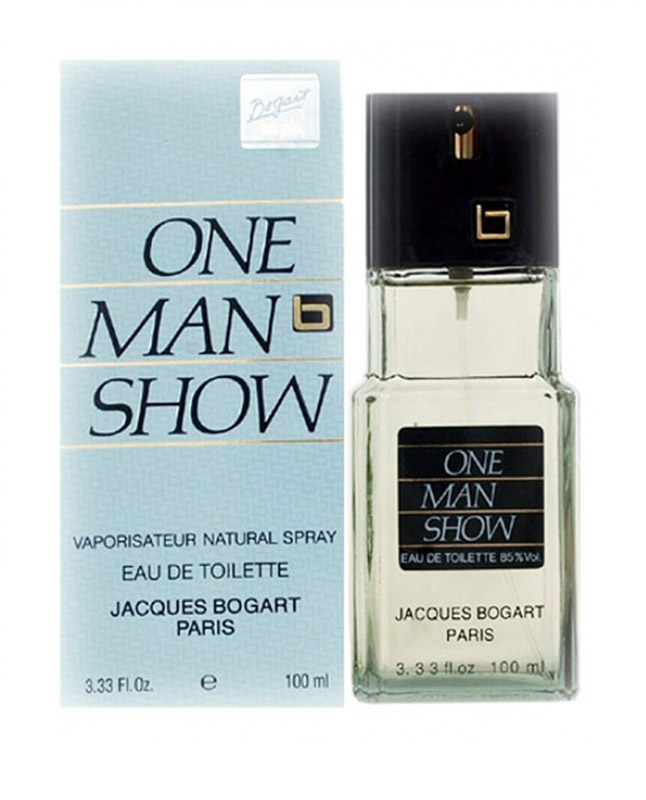 Bogart
ONE
MAN b
SHOW
VAPORISATEUR NATURAL SPRAY
EAU DE TOILETTE
JACQUES BOGART
PARIS
3.33 Fl.Oz. e 100 ml
b
ONE
MAN
SHOW
EAU DE TOILETTE 85%Vol.
JACQUES BOGART
PARIS
3.33 fl.oz 100 ml